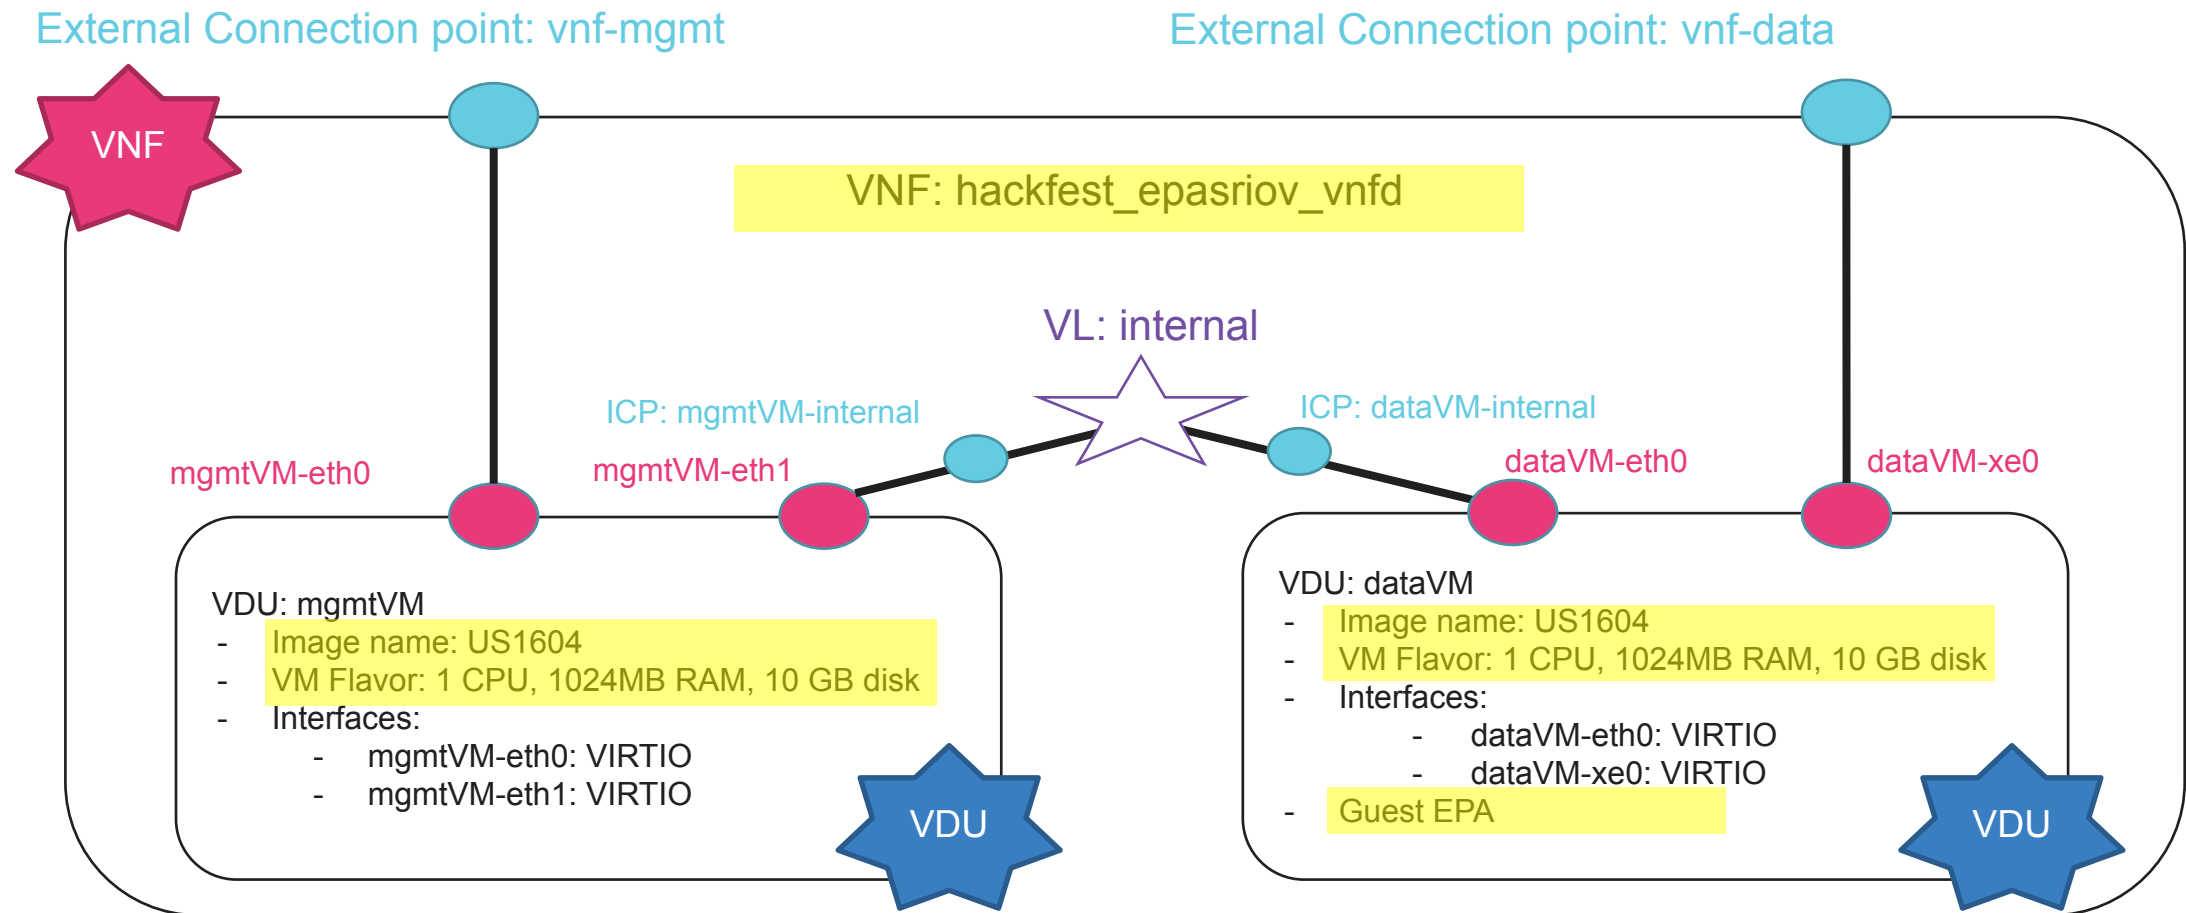 External Connection point: vnf-mgmt
External Connection point: vnf-data
VNF
VNF: hackfest_epasriov_vnfd
VL: internal
ICP: mgmtVM-internal
ICP: dataVM-internal
mgmtVM-eth0
mgmtVM-eth1
dataVM-eth0
dataVM-xe0
VDU: mgmtVM
- Image name: US1604
- VM Flavor: 1 CPU, 1024MB RAM, 10 GB disk
- Interfaces:
- mgmtVM-eth0: VIRTIO
- mgmtVM-eth1: VIRTIO
VDU
VDU: dataVM
- Image name: US1604
- VM Flavor: 1 CPU, 1024MB RAM, 10 GB disk
- Interfaces:
- dataVM-eth0: VIRTIO
- dataVM-xe0: VIRTIO
- Guest EPA
VDU